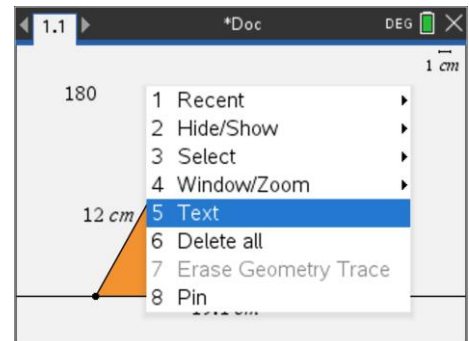 1.1 *Doc DEG
1 cm
180
1 Recent
2 Hide/Show
3 Select
4 Window/Zoom
12 cm
5 Text
6 Delete all
7 Erase Geometry Trace
8 Pin